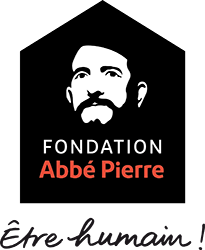 FONDATION
Abbé Pierre
Être humain !